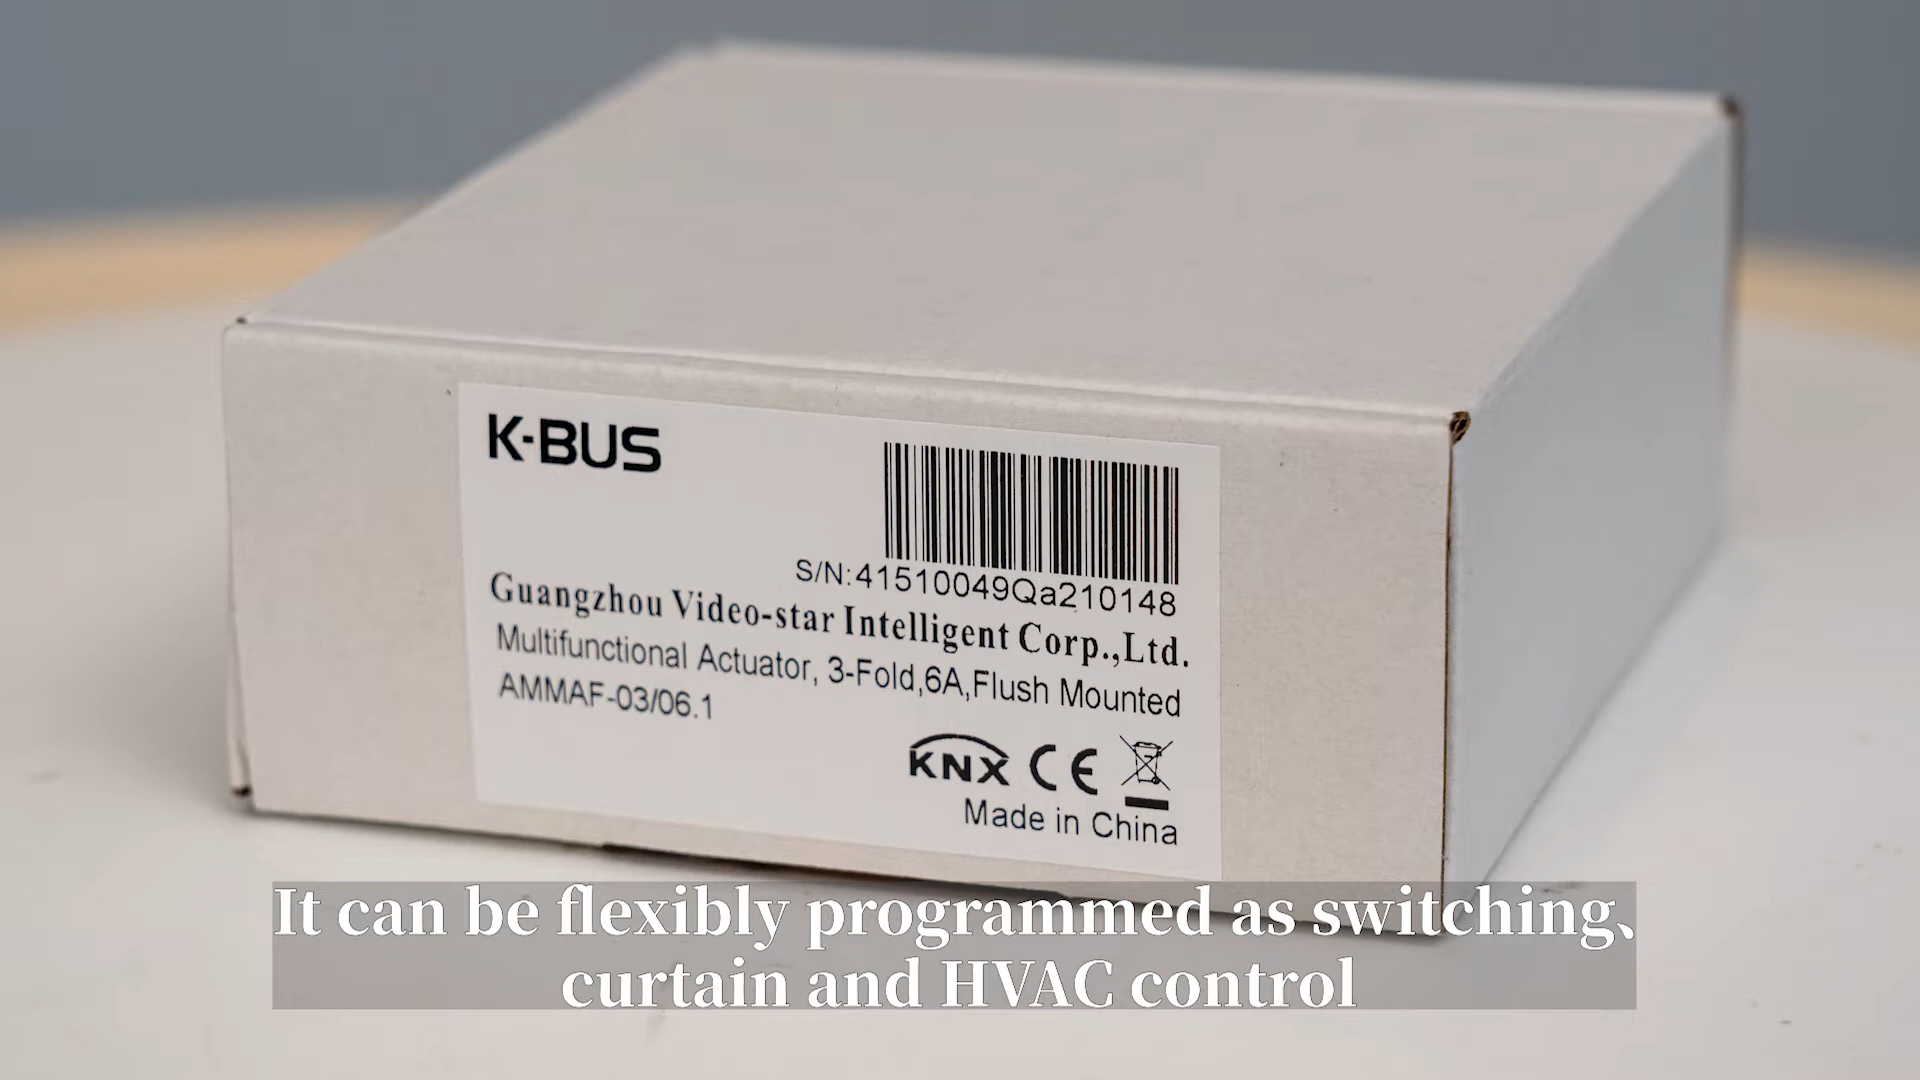 K-BUS
S/N:41510049Qa210148
Guangzhou Video-star Intelligent Corp.,Ltd.
Multifunctional Actuator, 3-Fold,6A,Flush Mounted
AMMAF-03/06.1
KNX CE
Made in China
It can be flexibly programmed as switching、
curtain and HVAC control